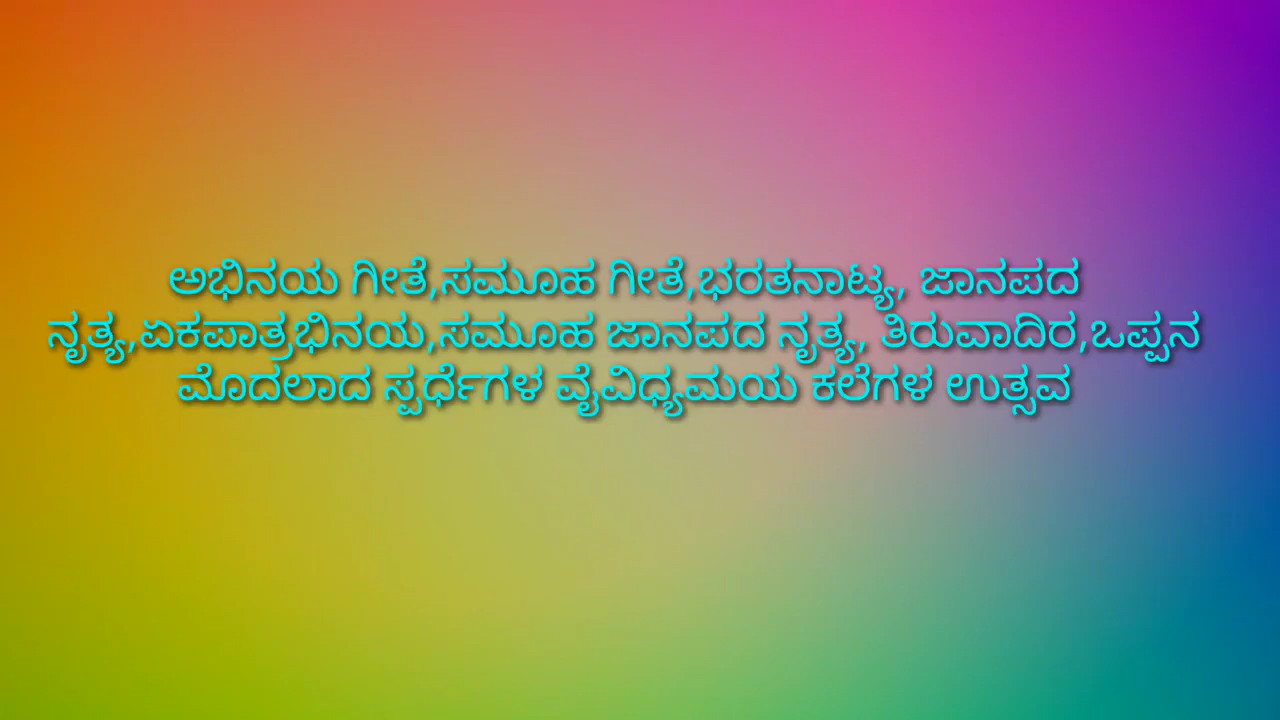 ಅಭಿನಯ ಗೀತೆ,ಸಮೂಹ ಗೀತೆ,ಭರತನಾಟ್ಯ, ಜಾನಪದ
ನೃತ್ಯ,ಏಕಪಾತ್ರಭಿನಯ,ಸಮೂಹ ಜಾನಪದ ನೃತ್ಯ, ತಿರುವಾದಿರ,ಒಪ್ಪನ
ಮೊದಲಾದ ಸ್ಪರ್ಧೆಗಳ ವೈವಿಧ್ಯಮಯ ಕಲೆಗಳ ಉತ್ಸವ